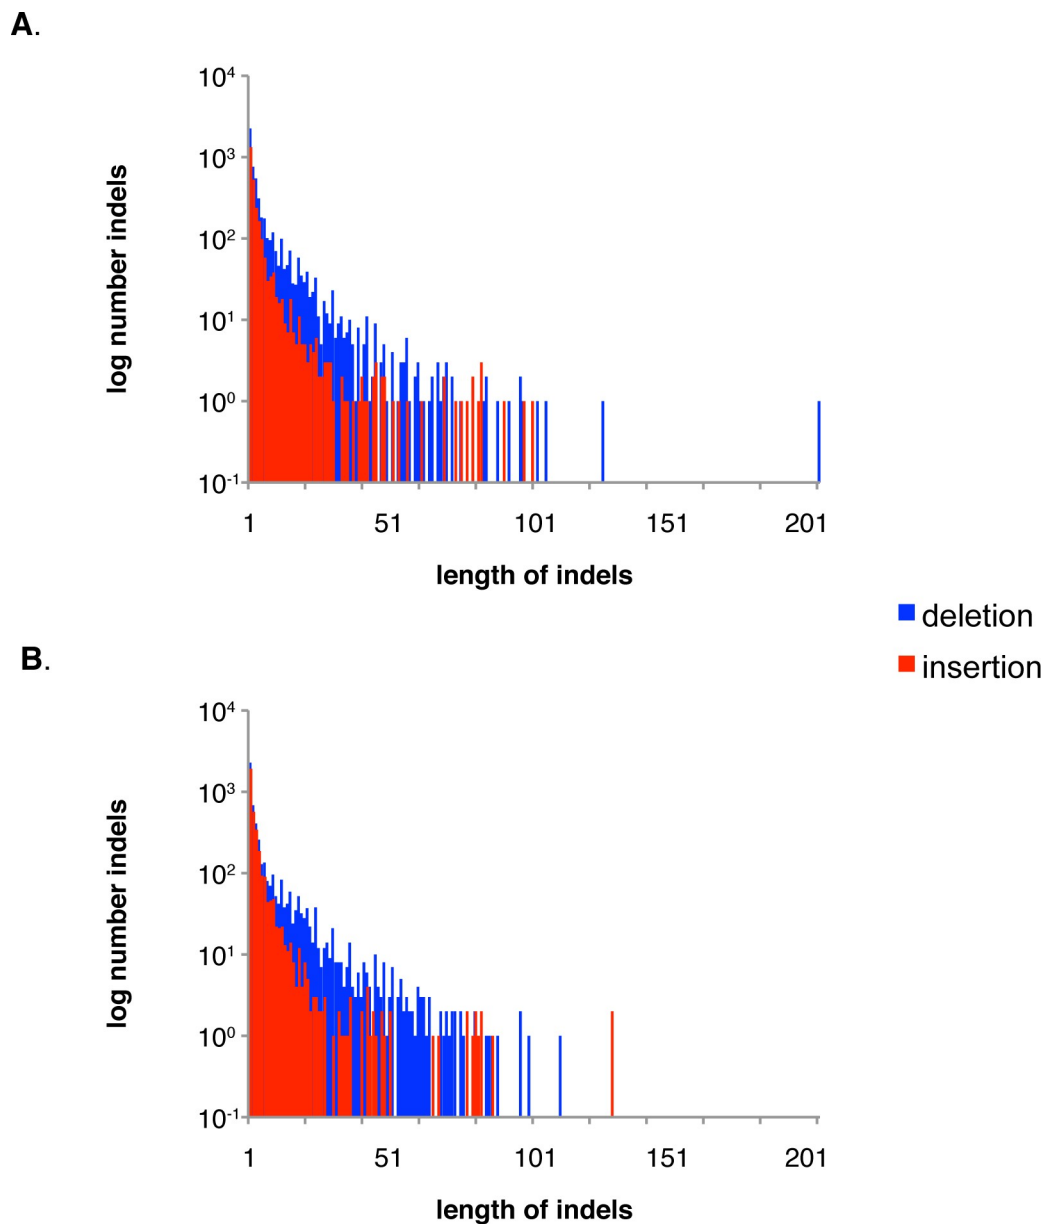 A.
10⁴
10³
10²
10¹
10⁰
10⁻¹
log number indels
1 51 101 151 201
length of indels
deletion
insertion
B.
10⁴
10³
10²
10¹
10⁰
10⁻¹
log number indels
1 51 101 151 201
length of indels